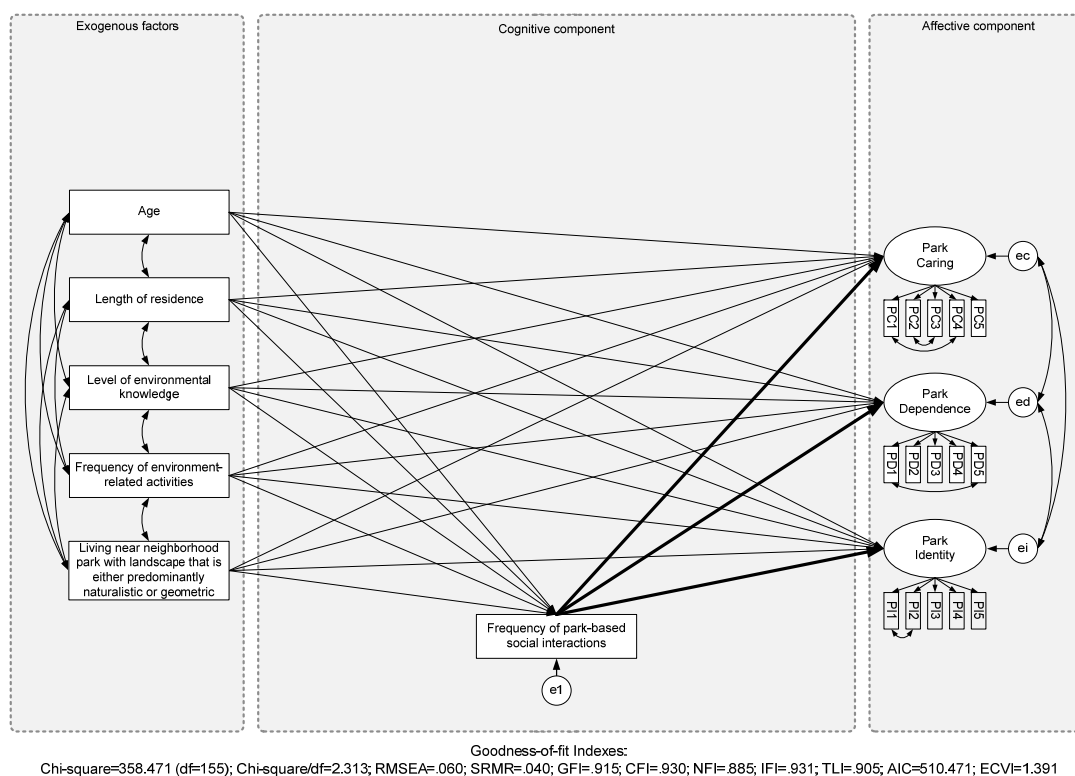 Exogenous factors
Cognitive component
Affective component
Age
Length of residence
Level of environmental
knowledge
Frequency of environment-
related activities
Living near neighborhood
park with landscape that is
either predominantly
naturalistic or geometric
Frequency of park-based
social interactions
e1
Park
Caring
ec
PC1
PC2
PC3
PC4
PC5
Park
Dependence
ed
PD1
PD2
PD3
PD4
PD5
Park
Identity
ei
PI1
PI2
PI3
PI4
PI5
Goodness-of-fit Indexes:
Chi-square=358.471 (df=155); Chi-square/df=2.313; RMSEA=.060; SRMR=.040; GFI=.915; CFI=.930; NFI=.885; IFI=.931; TLI=.905; AIC=510.471; ECVI=1.391